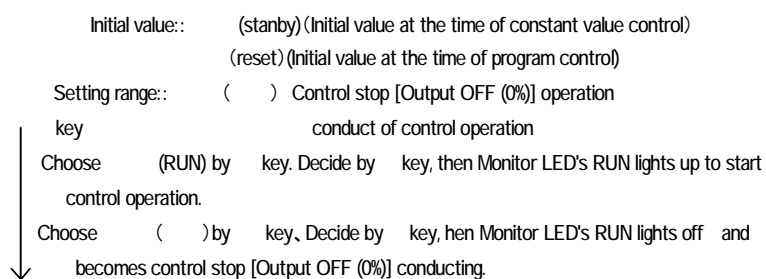 Initial value:: (stanby)(Initial value at the time of constant value control)
(reset)(Initial value at the time of program control)
Setting range:: ( ) Control stop [Output OFF (0%)] operation
key conduct of control operation
Choose (RUN) by key. Decide by key, then Monitor LED's RUN lights up to start
control operation.
Choose ( )by key、Decide by key, hen Monitor LED's RUN lights off and
becomes control stop [Output OFF (0%)] conducting.